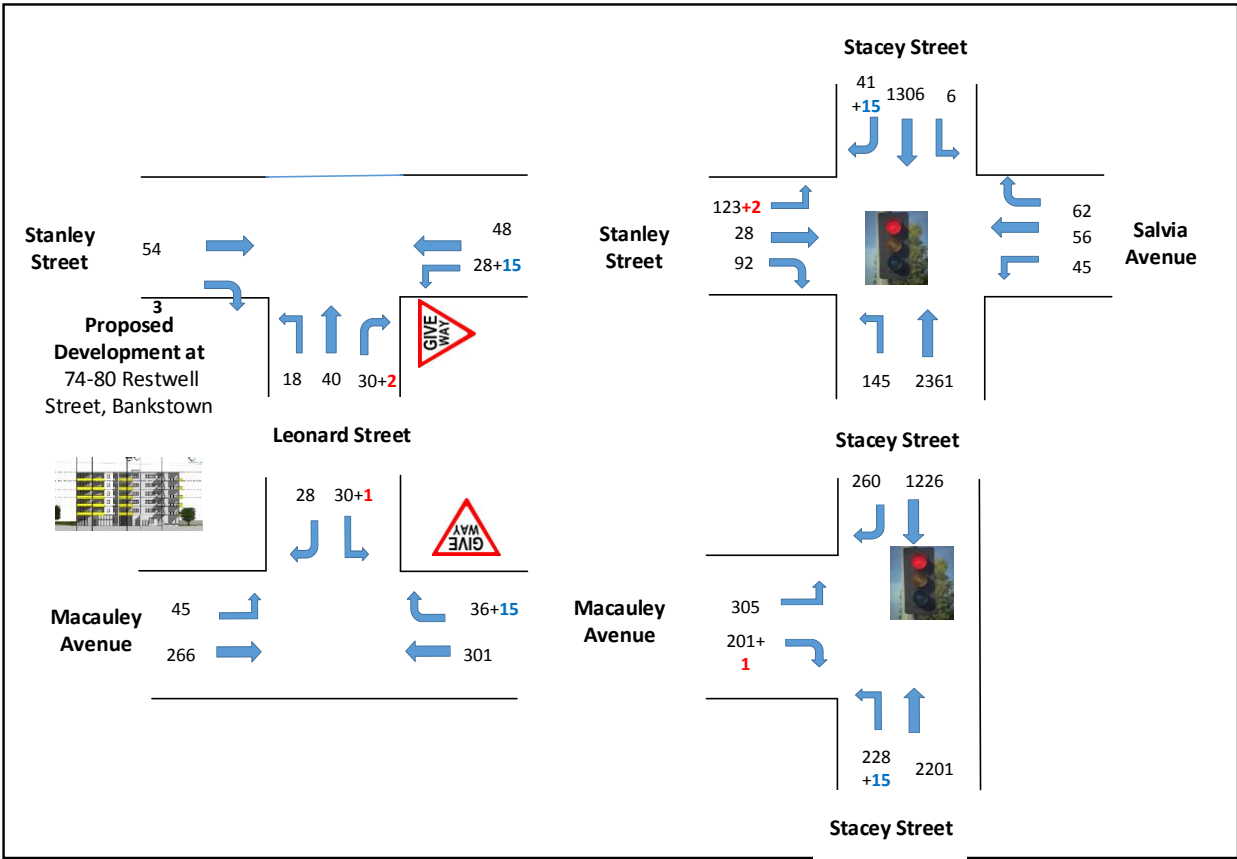 Stacey Street
41
+15
1306
6
123+2
28
92
Stanley
Street
62
56
45
Salvia
Avenue
145
2361
Stacey Street
Stanley
Street
54
3
48
28+15
GIVE
WAY
18
40
30+2
Proposed
Development at
74-80 Restwell
Street, Bankstown
Leonard Street
28
30+1
GIVE
WAY
Macauley
Avenue
45
266
36+15
301
260
1226
Macauley
Avenue
305
201+
1
228
+15
2201
Stacey Street